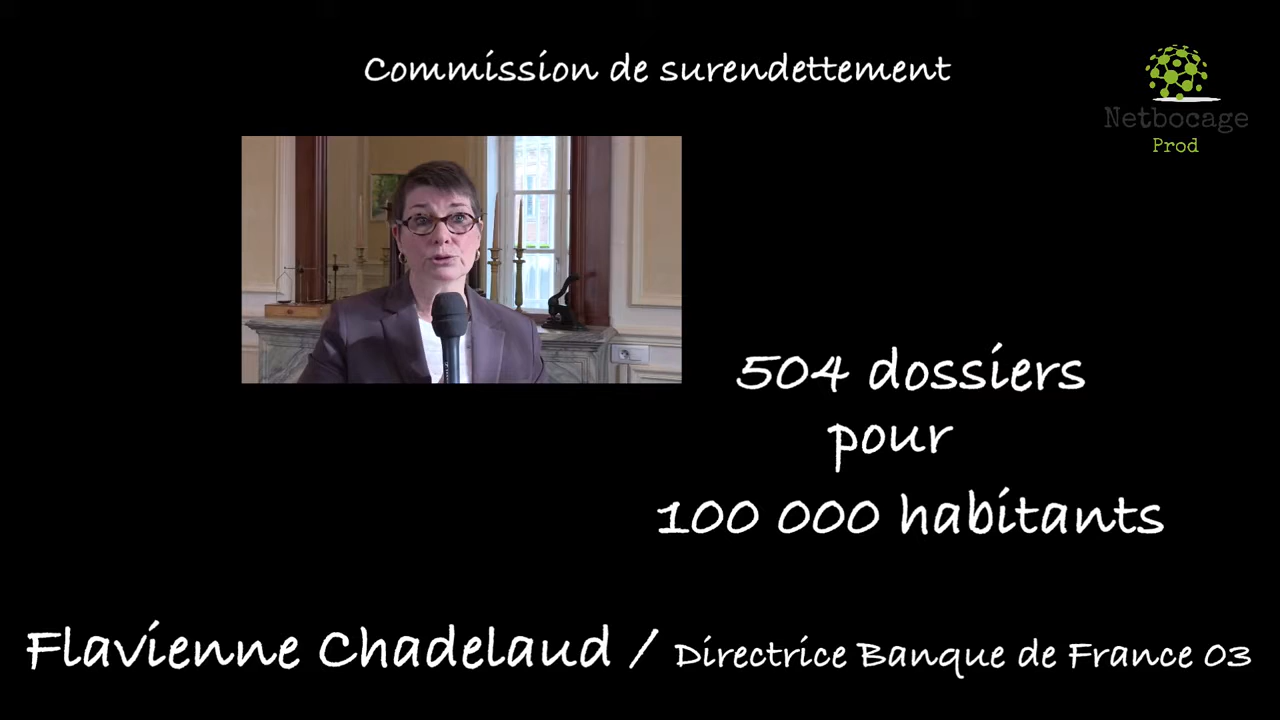 Commission de surendettement
Netbocage
Prod
504 dossiers
pour
100 000 habitants
Flavienne Chadelaud / Directrice Banque de France 03